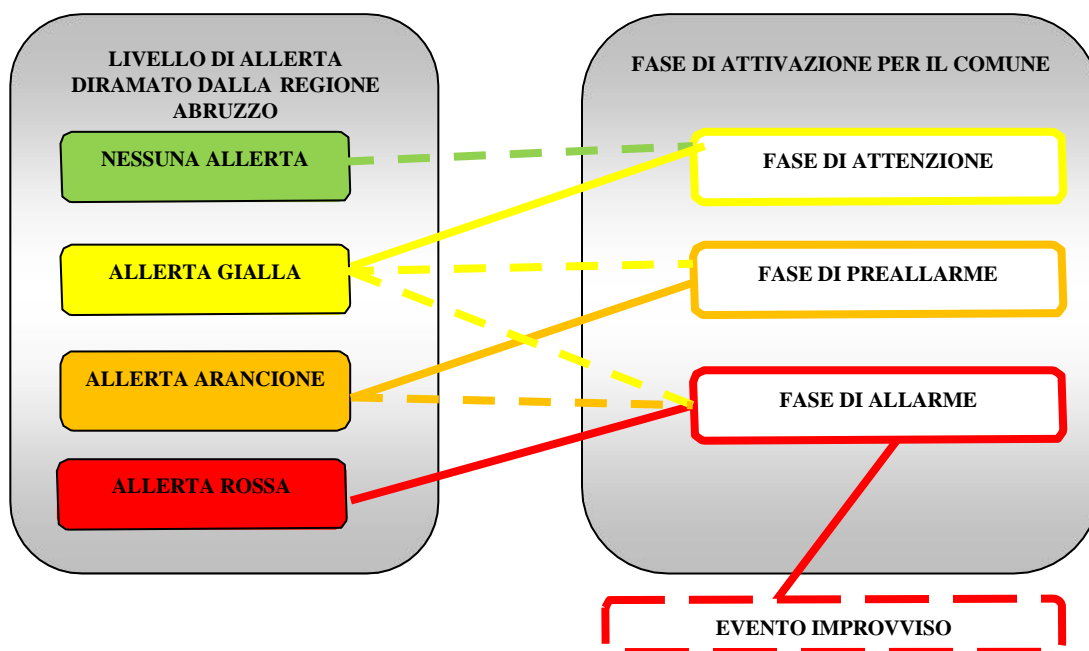 LIVELLO DI ALLERTA
DIRAMATO DALLA REGIONE
ABRUZZO
NESSUNA ALLERTA
ALLERTA GIALLA
ALLERTA ARANCIONE
ALLERTA ROSSA
FASE DI ATTIVAZIONE PER IL COMUNE
FASE DI ATTENZIONE
FASE DI PREALLARME
FASE DI ALLARME
EVENTO IMPROVVISO